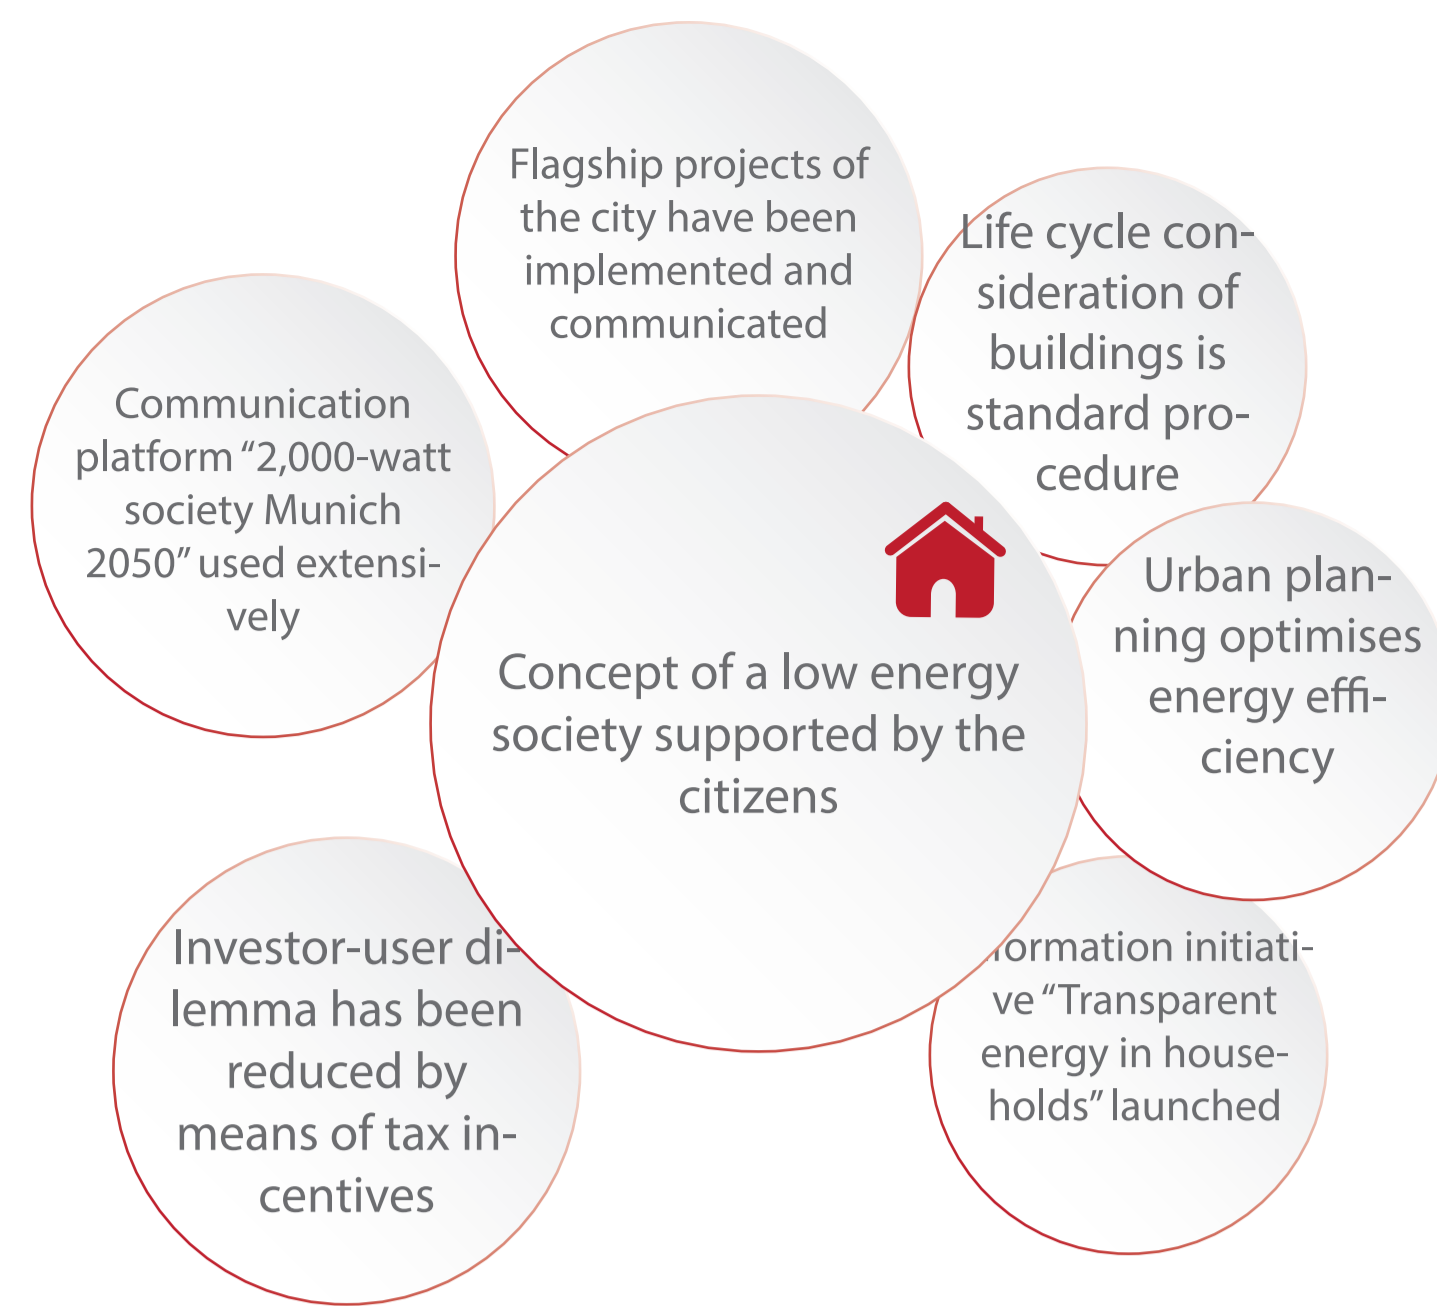 Flagship projects of
the city have been
implemented and
communicated
Life cycle con-
sideration of
buildings is
standard pro-
cedure
Communication
platform “2,000-watt
society Munich
2050” used extensi-
vely
Urban plan-
ning optimises
energy effi-
ciency
Concept of a low energy
society supported by the
citizens
Investor-user di-
lemma has been
reduced by
means of tax in-
centives
formation initiati-
ve “Transparent
energy in house-
holds” launched